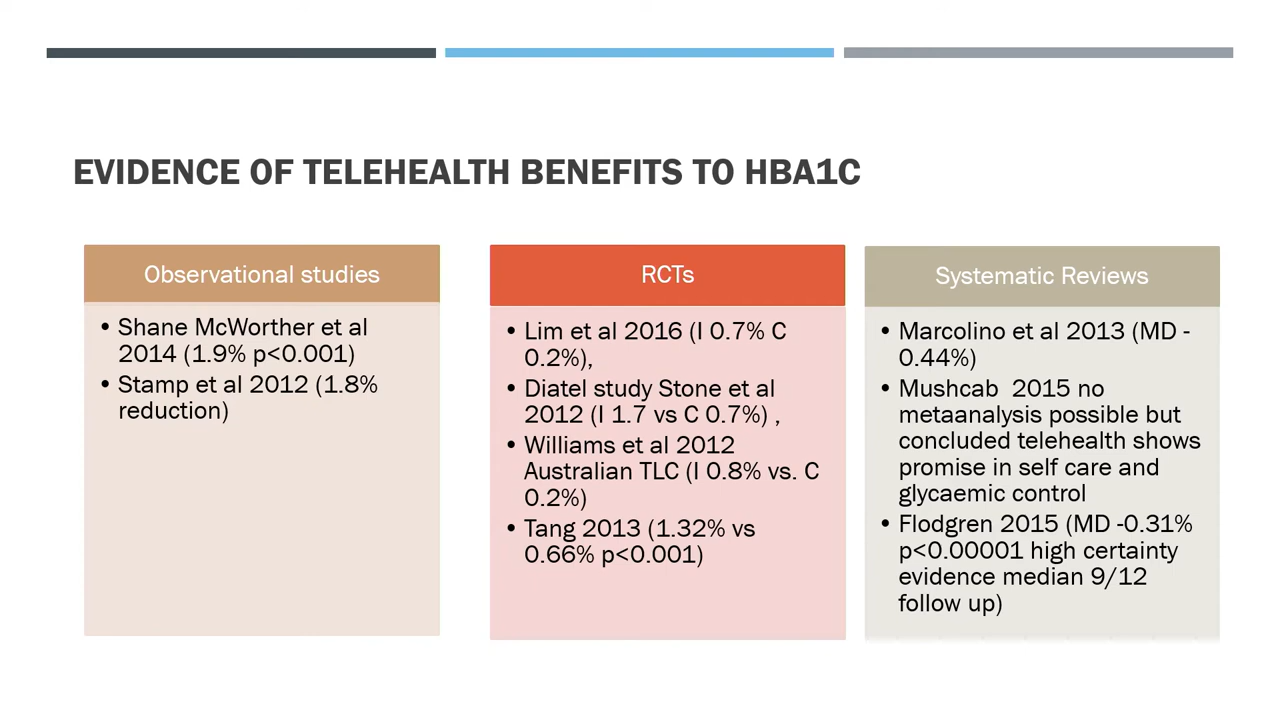 EVIDENCE OF TELEHEALTH BENEFITS TO HBA1C
Observational studies
• Shane McWorther et al
2014 (1.9% p<0.001)
• Stamp et al 2012 (1.8%
reduction)
RCTs
• Lim et al 2016 (I 0.7% C
0.2%),
• Diatel study Stone et al
2012 (I 1.7 vs C 0.7%) ,
• Williams et al 2012
Australian TLC (I 0.8% vs. C
0.2%)
• Tang 2013 (1.32% vs
0.66% p<0.001)
Systematic Reviews
• Marcolino et al 2013 (MD -
0.44%)
• Mushcab  2015 no
metaanalysis possible but
concluded telehealth shows
promise in self care and
glycaemic control
• Flodgren 2015 (MD -0.31%
p<0.00001 high certainty
evidence median 9/12
follow up)